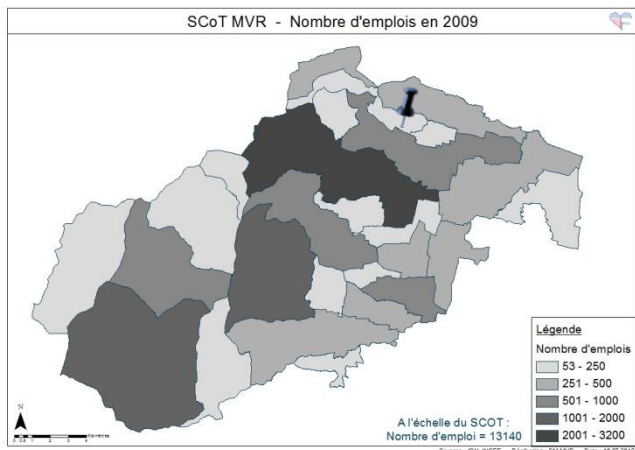 SCoT MVR - Nombre d'emplois en 2009
Légende
Nombre d'emplois
53 - 250
251 - 500
501 - 1000
1001 - 2000
2001 - 3200
A l'échelle du SCOT :
Nombre d'emploi = 13140
N